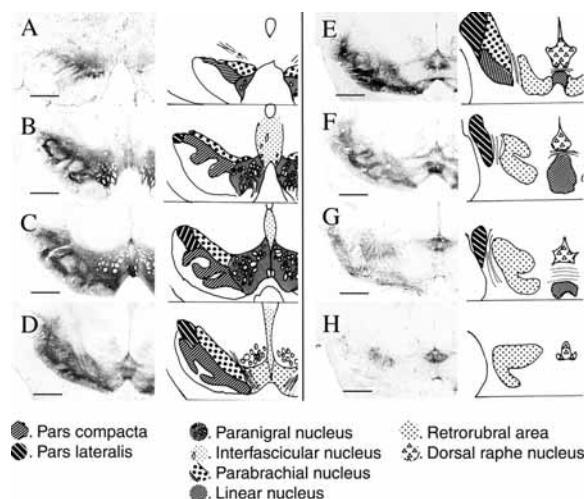 A
B
C
D
E
F
G
H
. Pars compacta
. Pars lateralis
. Paranigral nucleus
. Interfascicular nucleus
. Parabrachial nucleus
. Linear nucleus
. Retrorubral area
. Dorsal raphe nucleus